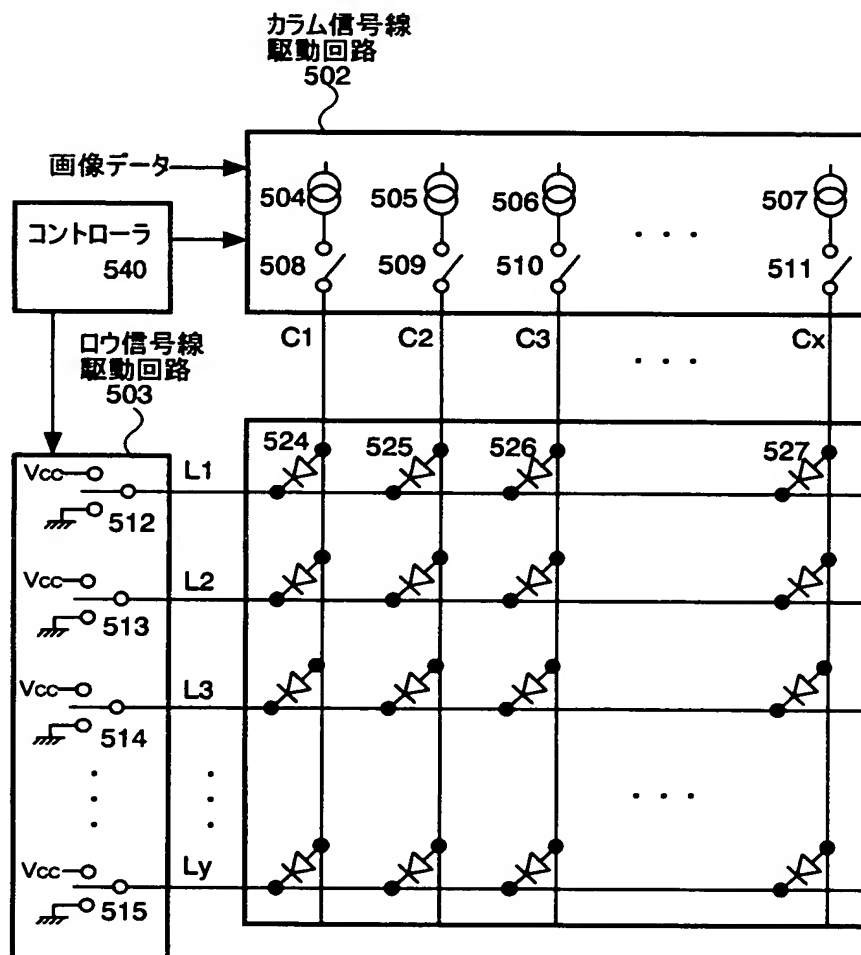 カラム信号線
駆動回路
502
画像データ
504
505
506
507
コントローラ
540
508
509
510
511
. . .
C1
C2
C3
Cx
. . .
ロウ信号線
駆動回路
503
524
525
526
527
Vcc
L1
512
Vcc
L2
513
Vcc
L3
514
. . .
Vcc
Ly
515